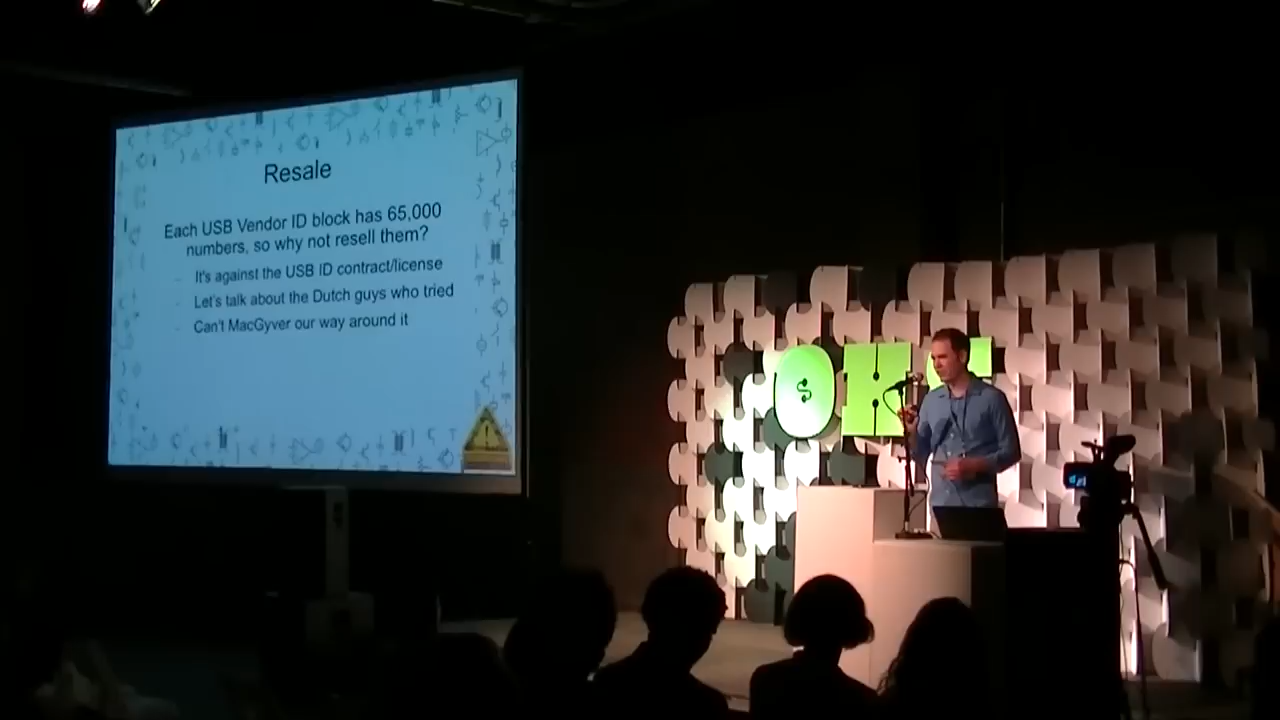 Resale
Each USB Vendor ID block has 65,000
numbers, so why not resell them?
- It's against the USB ID contract/license
- Let's talk about the Dutch guys who tried
- Can't MacGyver our way around it
OH